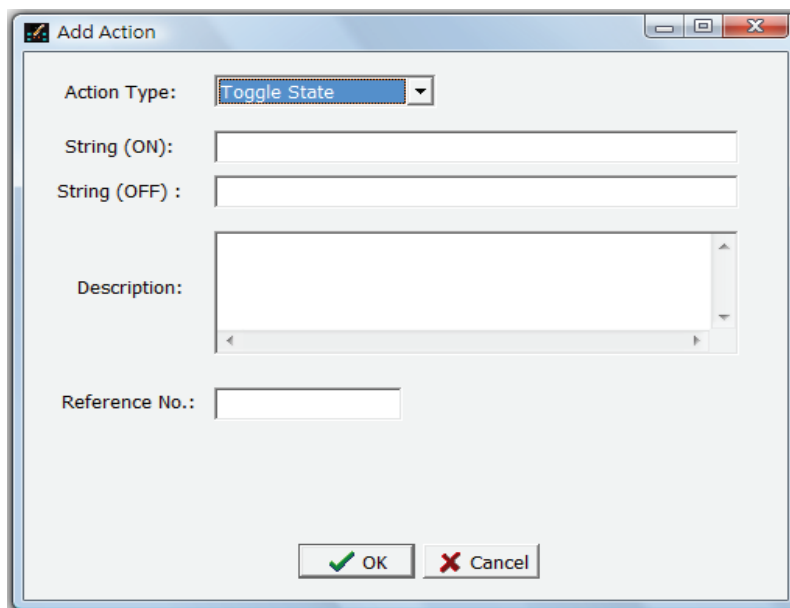 Add Action
Action Type: Toggle State
String (ON):
String (OFF) :
Description:
Reference No.:
OK Cancel